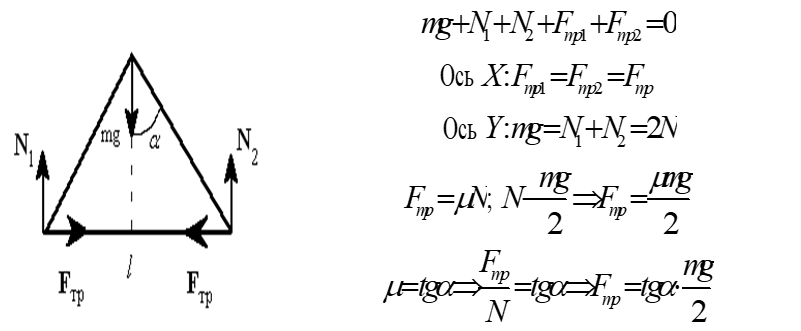 mg+N₁+N₂+Fтр1+Fтр2=0
Ось X:Fтр1=Fтр2=Fтр
Ось Y:mg=N₁+N₂=2N
Fтр=μN; N—mg/2⇒Fтр=μmg/2
μ=tgα⇒Fтр/N=tgα⇒Fтр=tgα·mg/2
mg
α
N₁
N₂
l
Fтр
Fтр